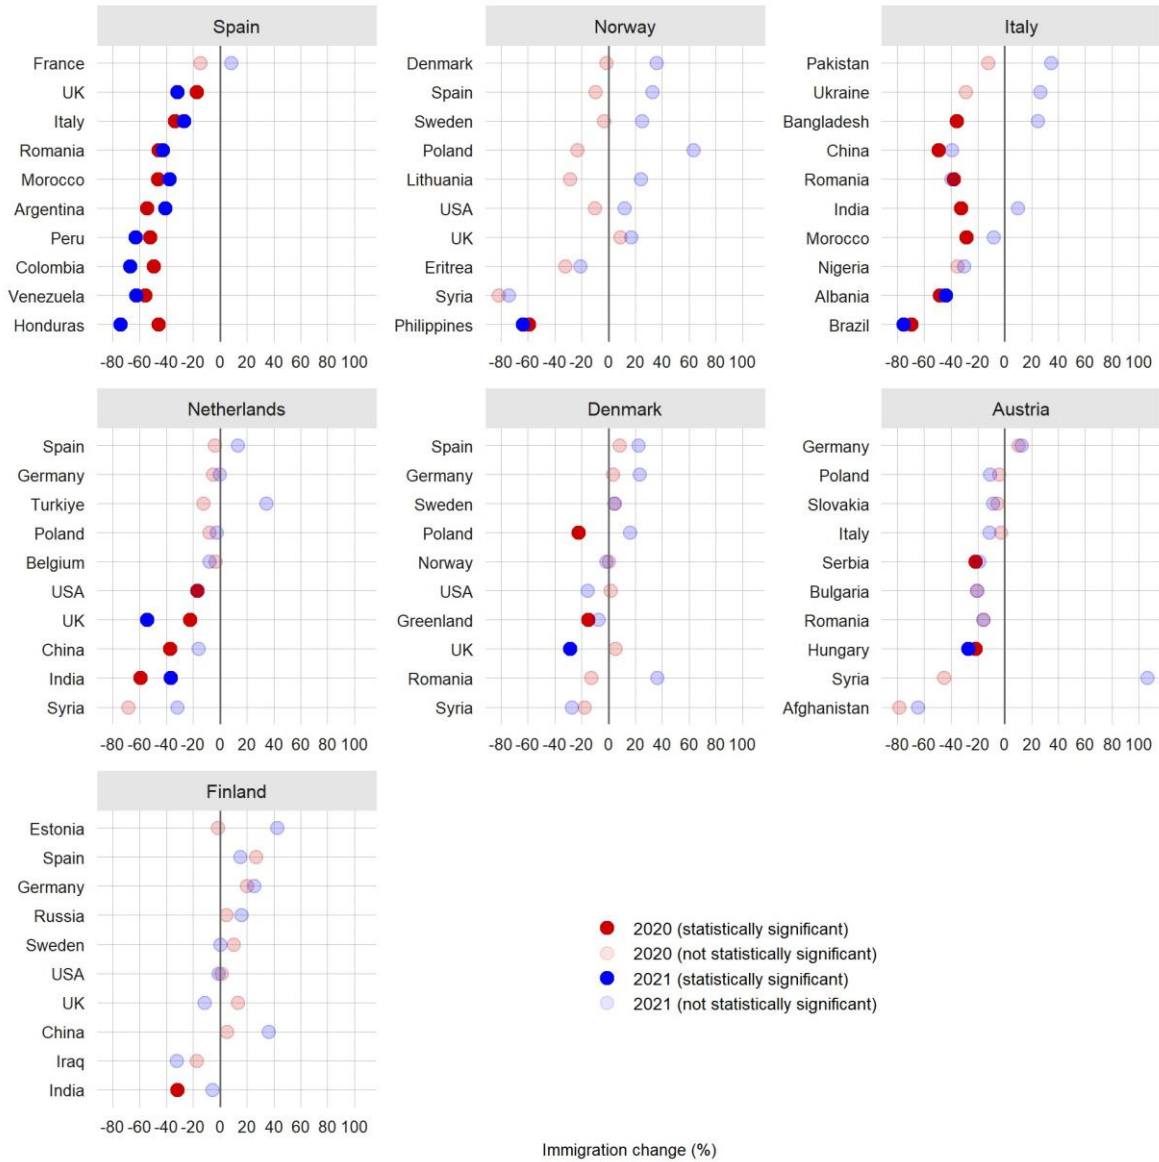 Spain
France
UK
Italy
Romania
Morocco
Argentina
Peru
Colombia
Venezuela
Honduras
-80 -60 -40 -20 0 20 40 60 80 100
Norway
Denmark
Spain
Sweden
Poland
Lithuania
USA
UK
Eritrea
Syria
Philippines
-80 -60 -40 -20 0 20 40 60 80 100
Italy
Pakistan
Ukraine
Bangladesh
China
Romania
India
Morocco
Nigeria
Albania
Brazil
-80 -60 -40 -20 0 20 40 60 80 100
Netherlands
Spain
Germany
Turkiye
Poland
Belgium
USA
UK
China
India
Syria
-80 -60 -40 -20 0 20 40 60 80 100
Denmark
Spain
Germany
Sweden
Poland
Norway
USA
Greenland
UK
Romania
Syria
-80 -60 -40 -20 0 20 40 60 80 100
Austria
Germany
Poland
Slovakia
Italy
Serbia
Bulgaria
Romania
Hungary
Syria
Afghanistan
-80 -60 -40 -20 0 20 40 60 80 100
Finland
Estonia
Spain
Germany
Russia
Sweden
USA
UK
China
Iraq
India
-80 -60 -40 -20 0 20 40 60 80 100
2020 (statistically significant)
2020 (not statistically significant)
2021 (statistically significant)
2021 (not statistically significant)
Immigration change (%)